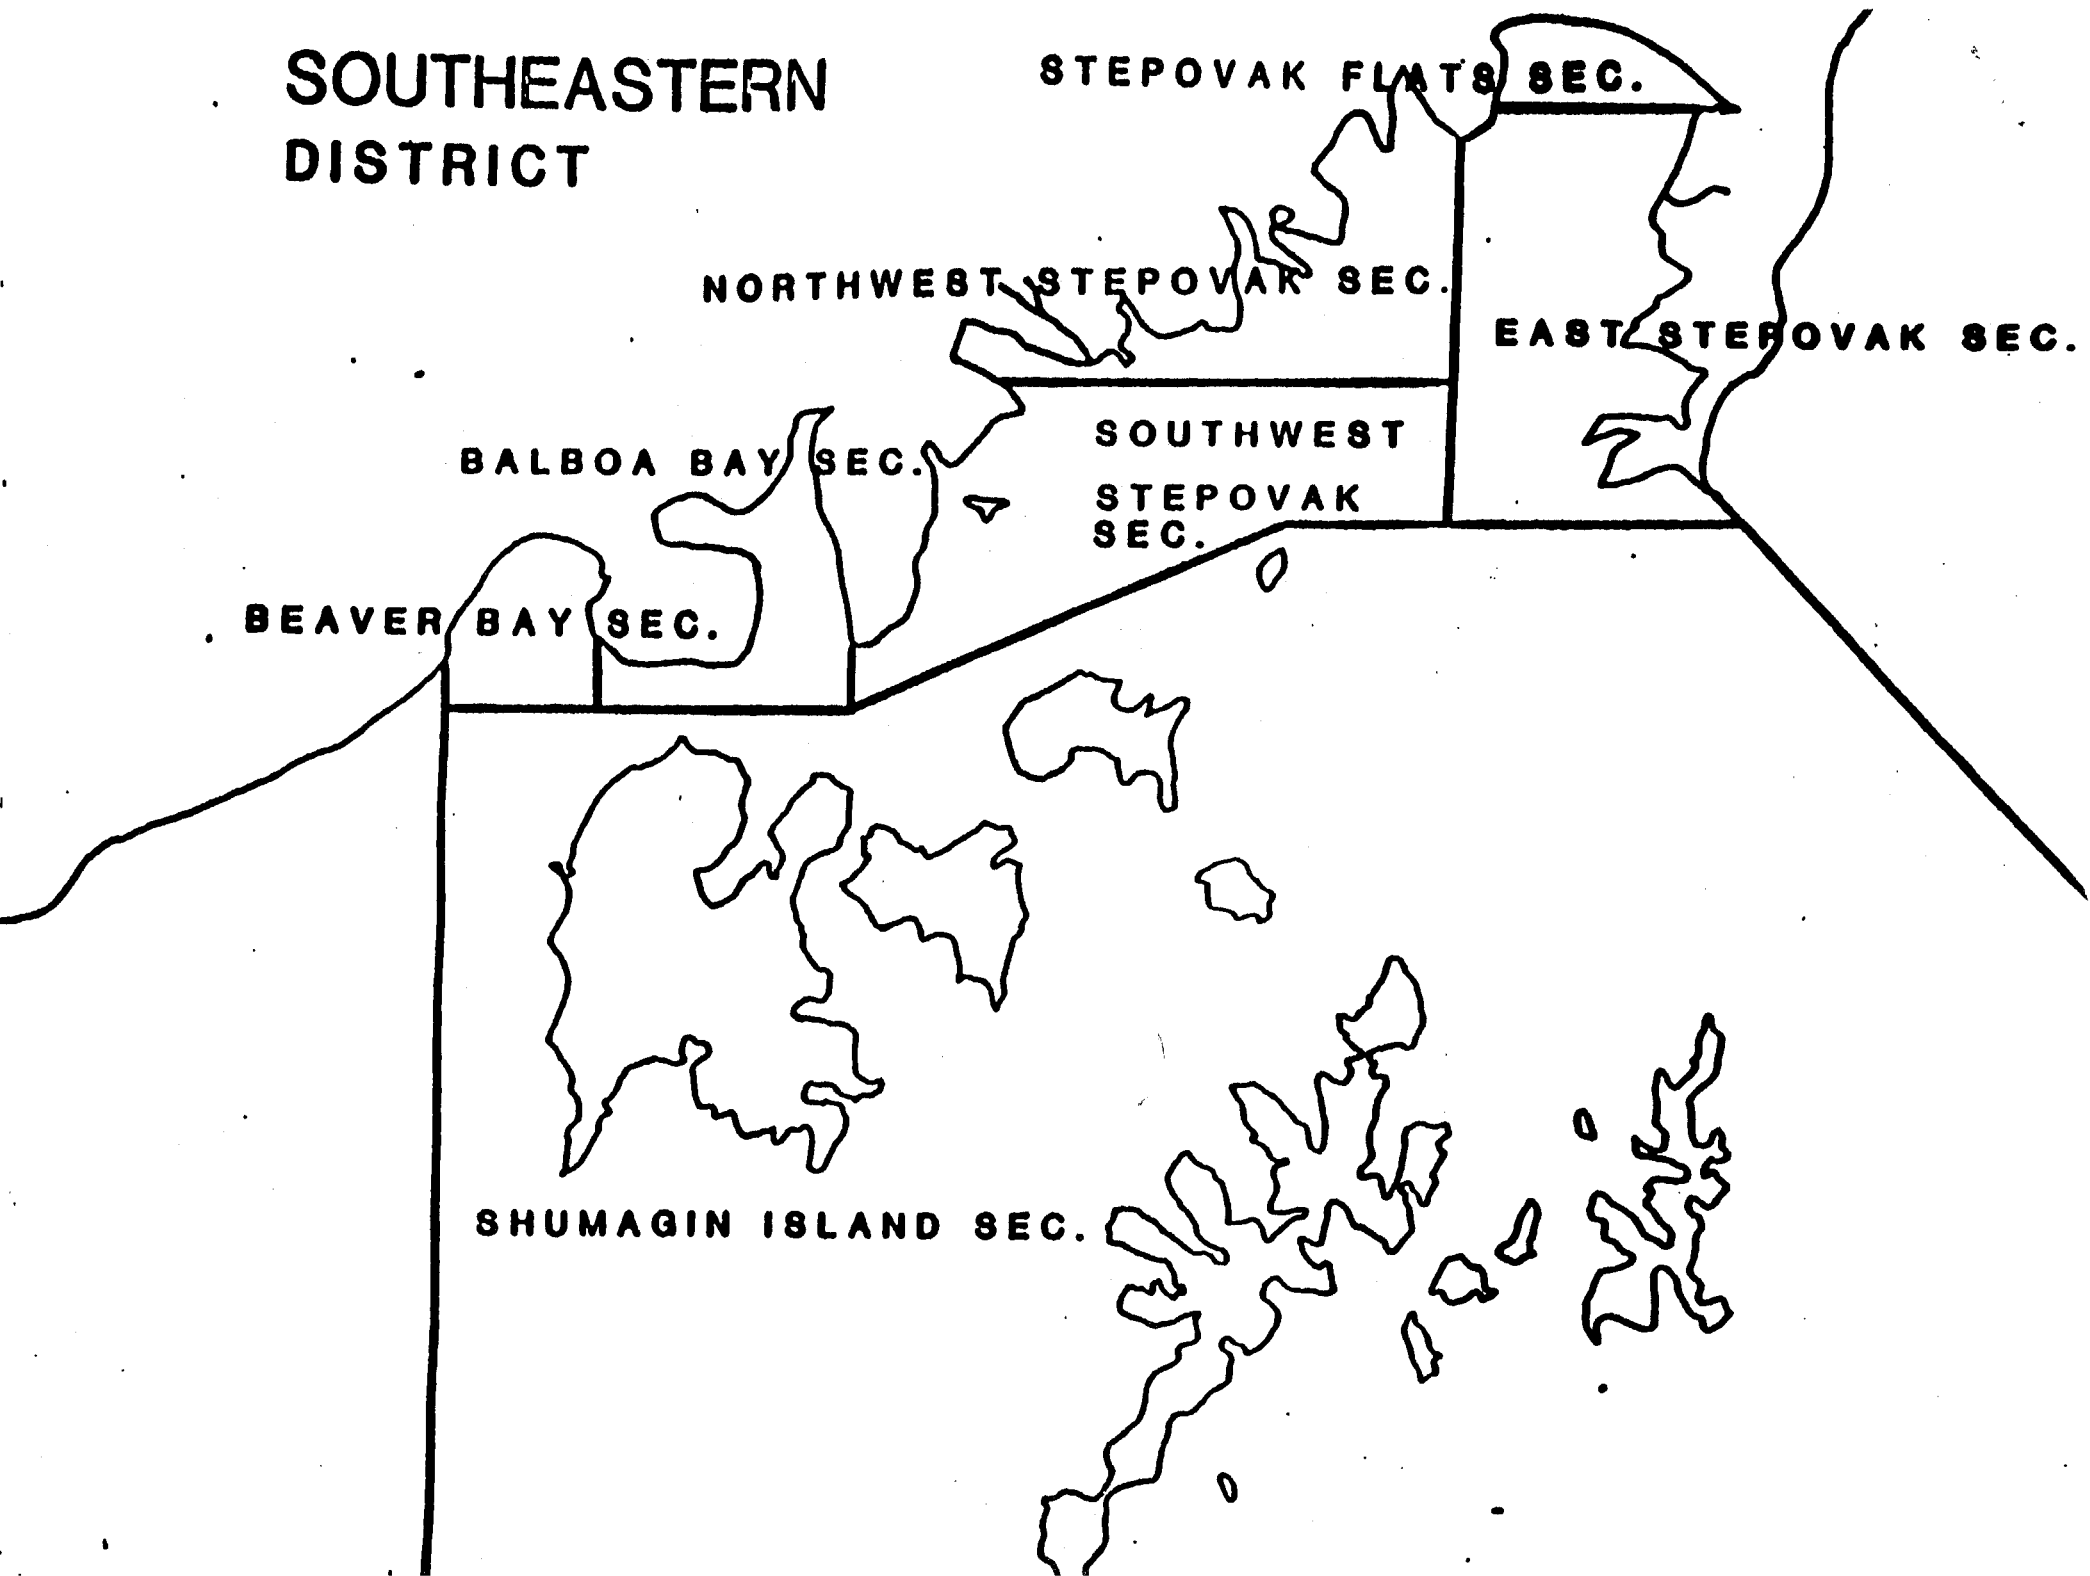 SOUTHEASTERN
DISTRICT
STEPOVAK FLATS SEC.
NORTHWEST STEPOVAK SEC.
EAST STEPOVAK SEC.
SOUTHWEST
STEPOVAK
SEC.
BALBOA BAY SEC.
BEAVER BAY SEC.
SHUMAGIN ISLAND SEC.